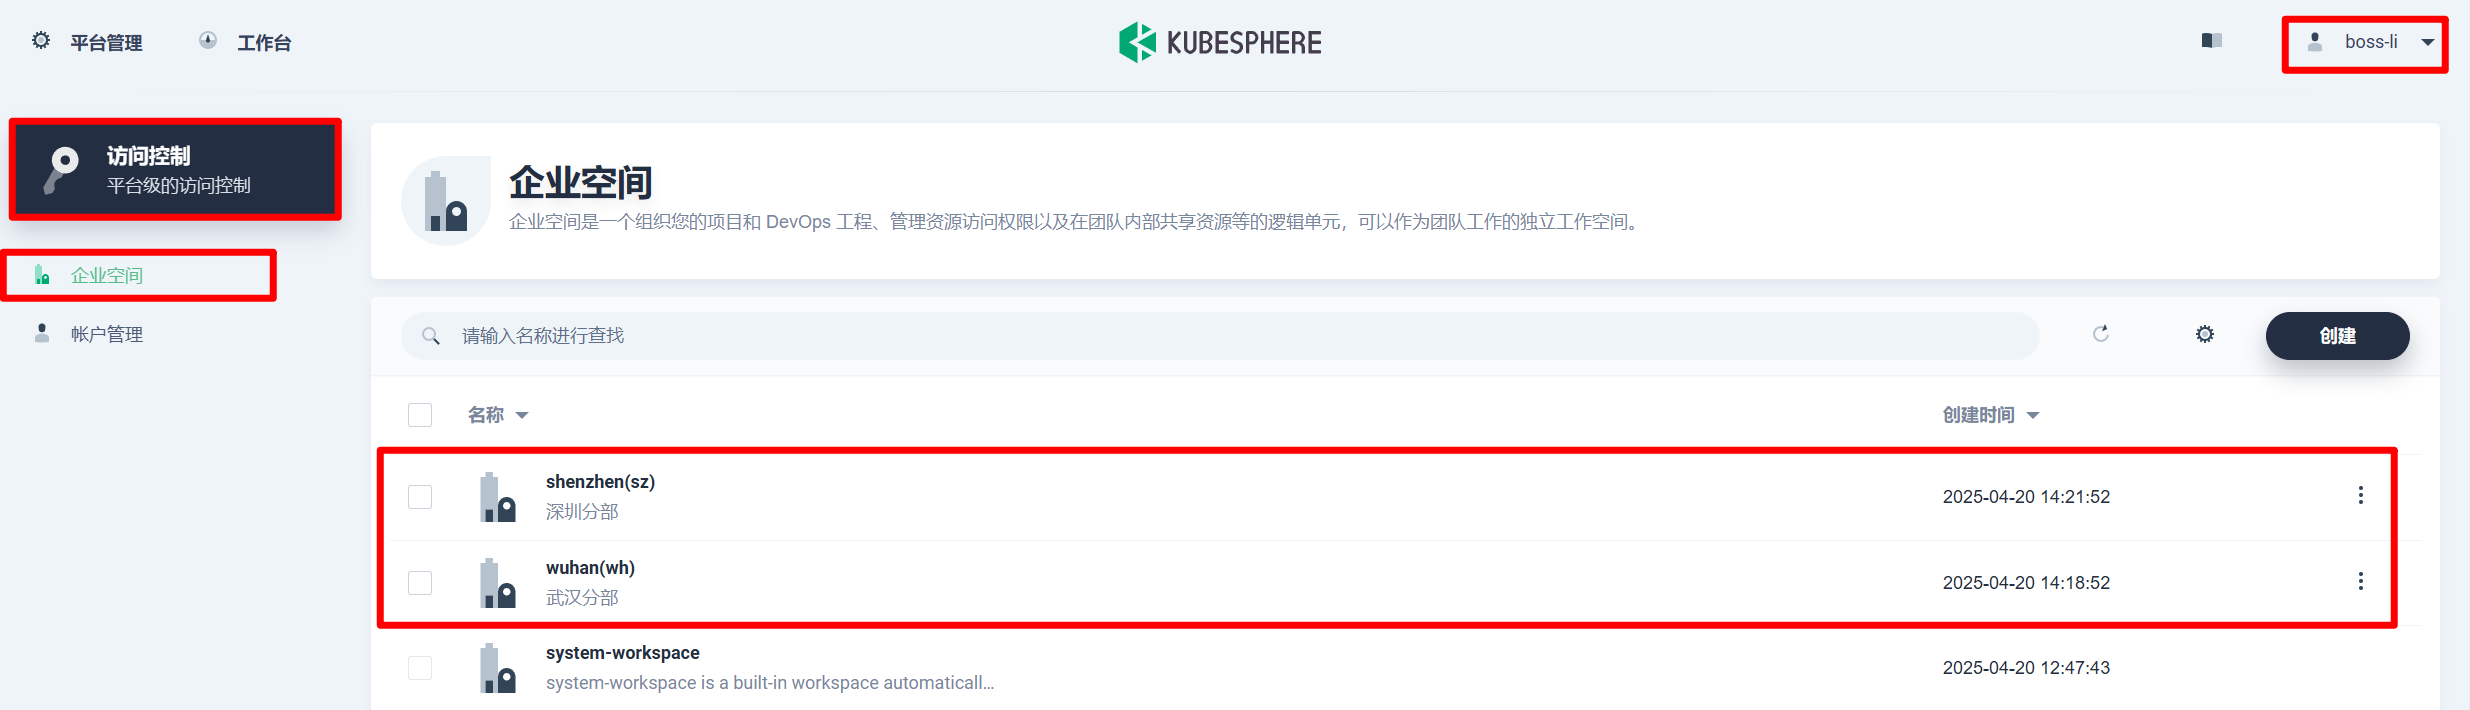 平台管理
工作台
KUBESPHERE
boss-li
访问控制
平台级的访问控制
企业空间
帐户管理
企业空间
企业空间是一个组织您的项目和 DevOps 工程、管理资源访问权限以及在团队内部共享资源等的逻辑单元，可以作为团队工作的独立工作空间。
请输入名称进行查找
创建
名称
创建时间
shenzhen(sz)
深圳分部
2025-04-20 14:21:52
wuhan(wh)
武汉分部
2025-04-20 14:18:52
system-workspace
system-workspace is a built-in workspace automaticall...
2025-04-20 12:47:43